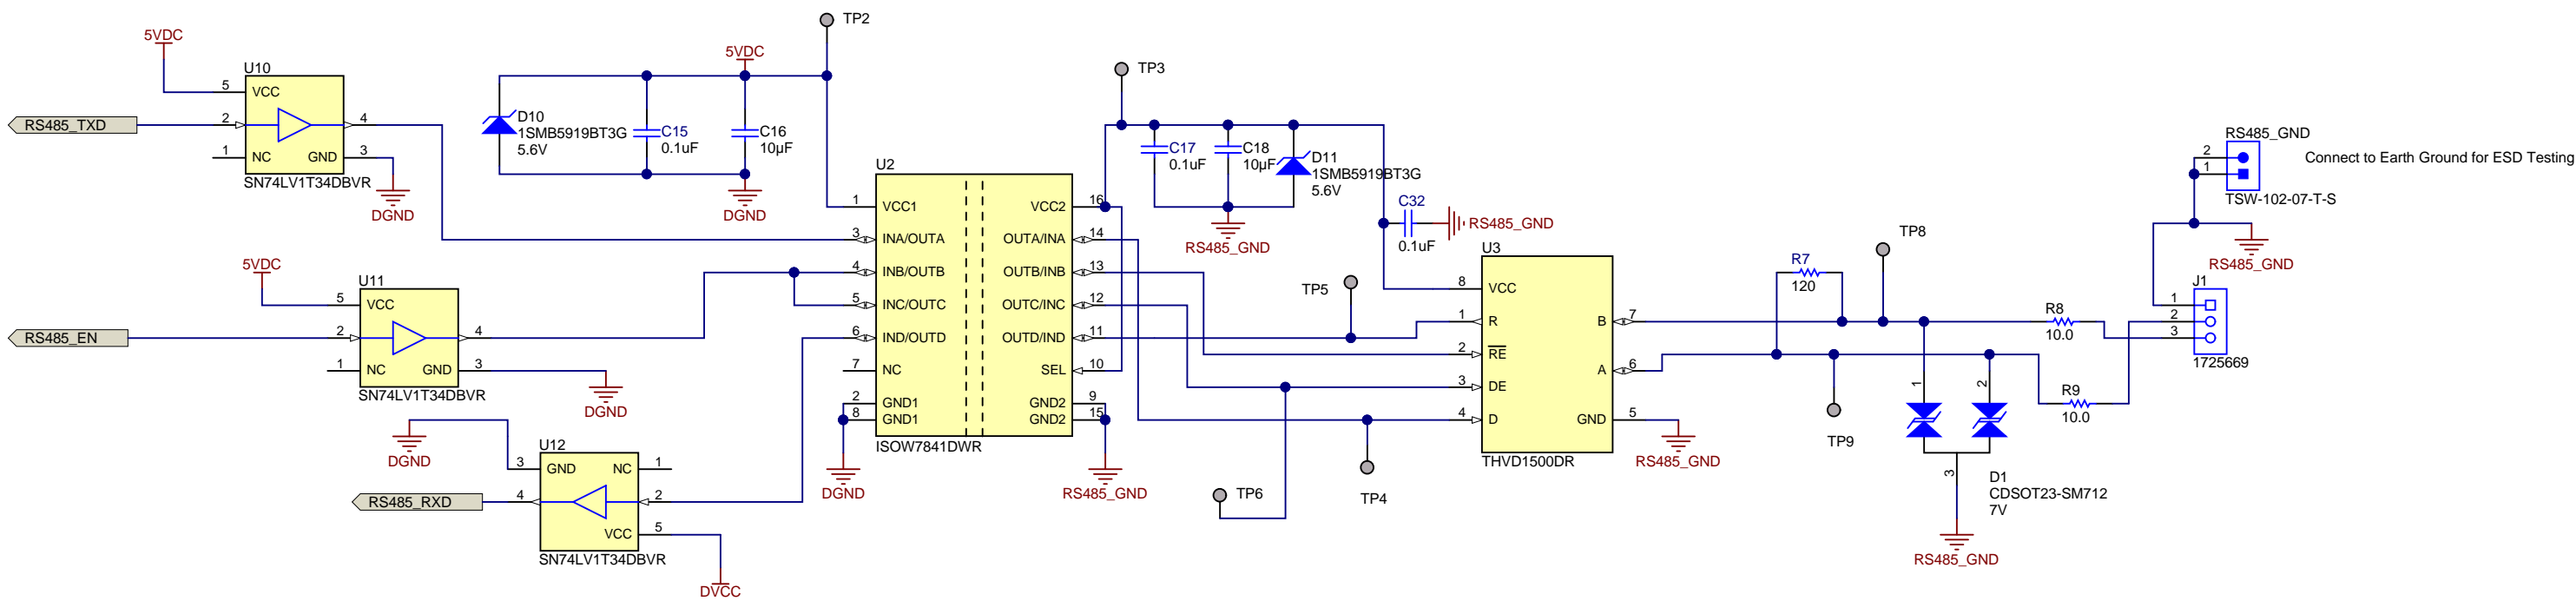 TP2
5VDC
U10
5
VCC
RS485_TXD
2
4
1
NC
GND
3
SN74LV1T34DBVR
DGND
5VDC
D10
1SMB5919BT3G
5.6V
C15
0.1uF
C16
10µF
DGND
5VDC
U11
5
VCC
RS485_EN
2
4
1
NC
GND
3
SN74LV1T34DBVR
DGND
DGND
U12
3
GND
NC
1
RS485_RXD
4
2
VCC
5
SN74LV1T34DBVR
DVCC
U2
1
VCC1
VCC2
16
3
INA/OUTA
OUTA/INA
14
4
INB/OUTB
OUTB/INB
13
5
INC/OUTC
OUTC/INC
12
6
IND/OUTD
OUTD/IND
11
7
NC
SEL
10
2
GND1
GND2
9
8
GND1
GND2
15
ISOW7841DWR
DGND
RS485_GND
TP3
C17
0.1uF
C18
10µF
D11
1SMB5919BT3G
5.6V
RS485_GND
C32
0.1uF
RS485_GND
TP5
TP6
TP4
U3
8
VCC
1
R
B
7
2
RE
A
6
3
DE
4
D
GND
5
THVD1500DR
RS485_GND
R7
120
TP8
TP9
R8
10.0
R9
10.0
1
2
3
D1
CDSOT23-SM712
7V
RS485_GND
RS485_GND
2
1
TSW-102-07-T-S
Connect to Earth Ground for ESD Testing
RS485_GND
J1
1
2
3
1725669